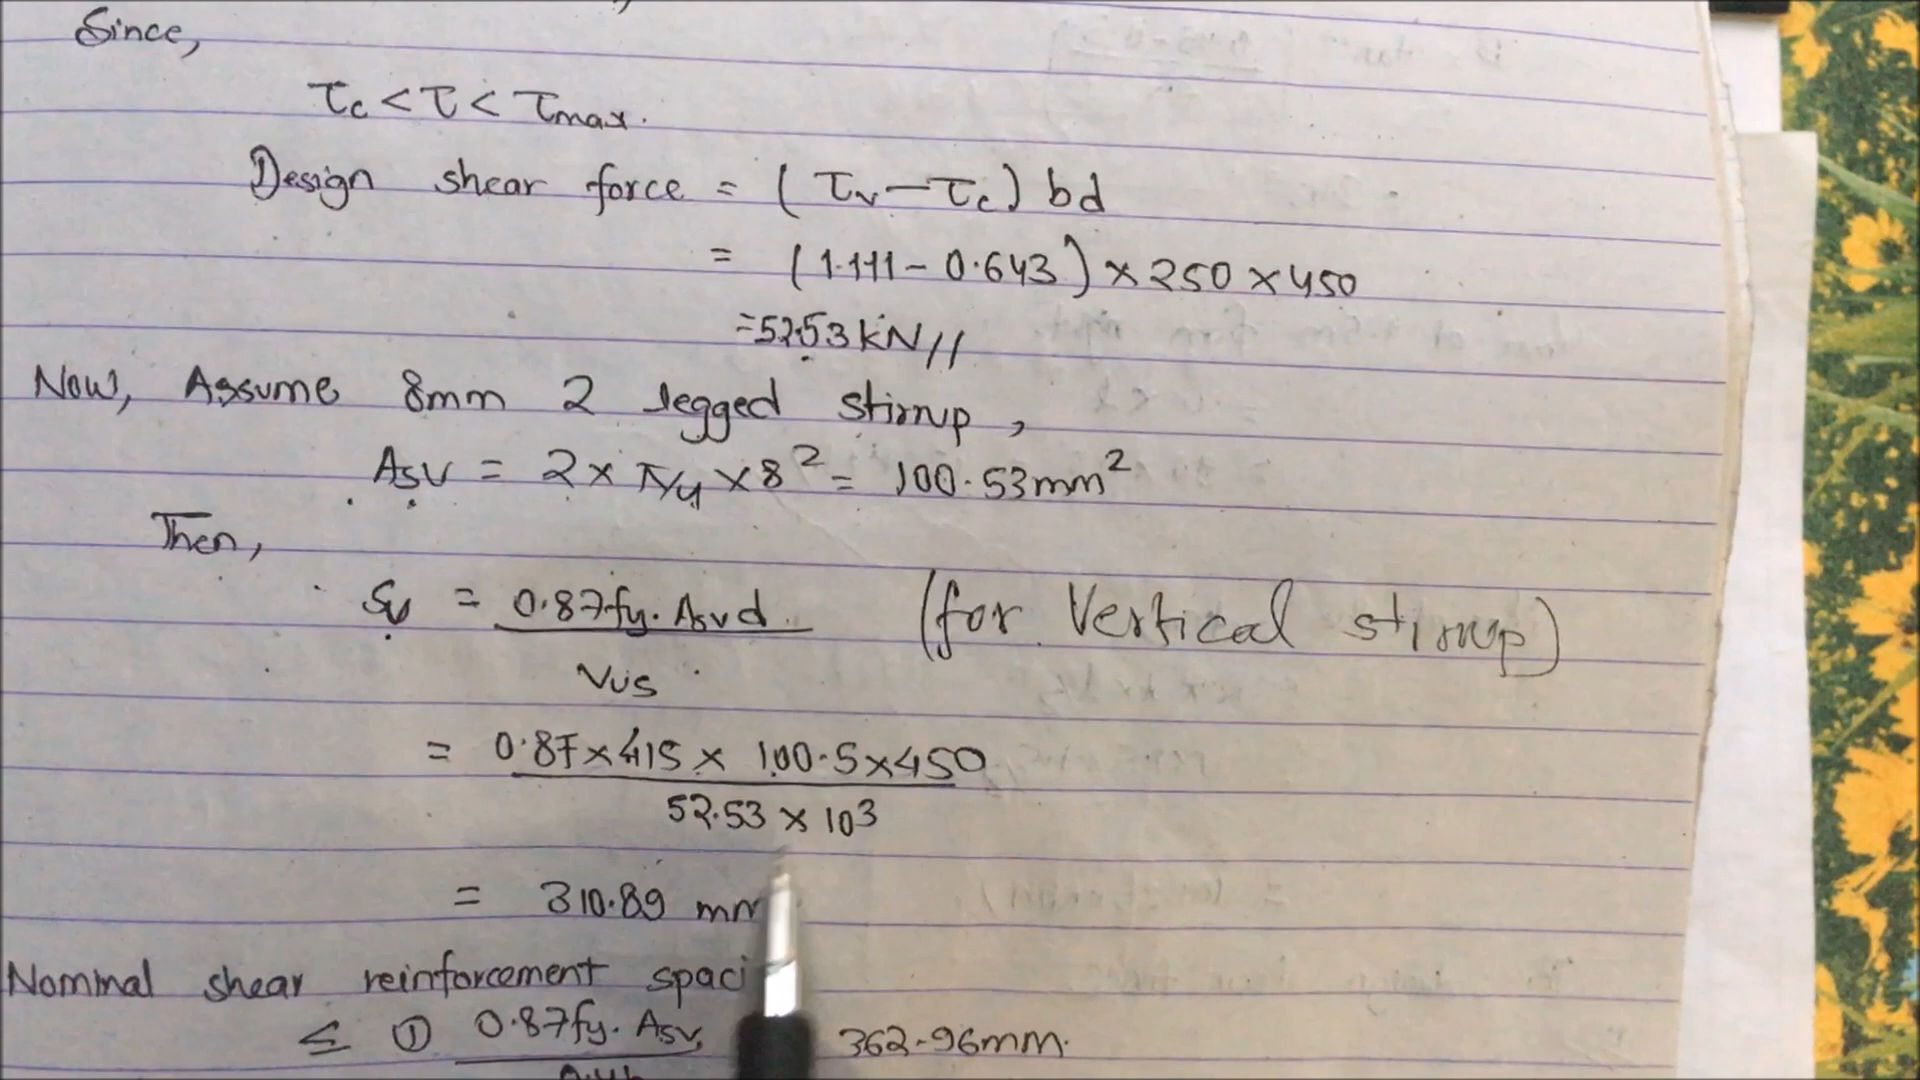 Since,
τc < τ < τmax.
Design shear force = (τv - τc) bd
= (1.111 - 0.643) × 250 × 450
= 52.53 kN //
Now, Assume 8mm 2 legged stirrup,
Asv = 2 × π/4 × 8² = 100.53 mm²
Then,
Sv = 0.87fy. Asv d (for Vertical stirrup)
Vus
= 0.87 × 415 × 100.5 × 450
52.53 × 10³
= 310.89 mm
Nominal shear reinforcement spaci
≤ ① 0.87fy. Asv 362.96mm.